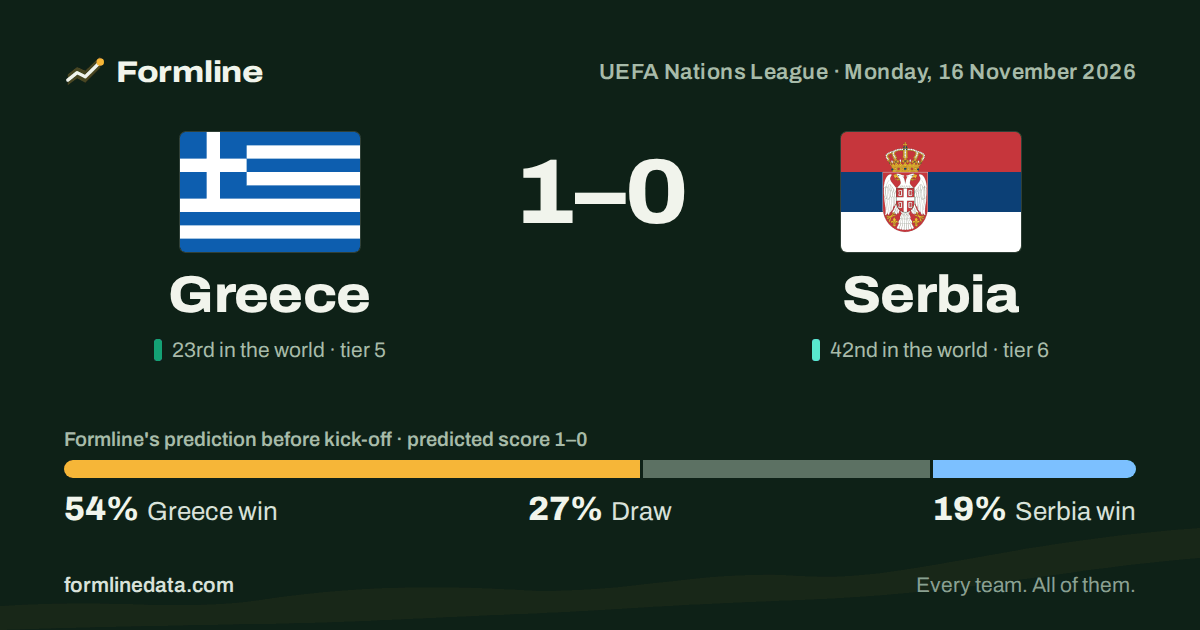 Formline
UEFA Nations League · Monday, 16 November 2026
1–0
Greece
Serbia
23rd in the world · tier 5
42nd in the world · tier 6
Formline's prediction before kick-off · predicted score 1–0
54% Greece win
27% Draw
19% Serbia win
formlinedata.com
Every team. All of them.